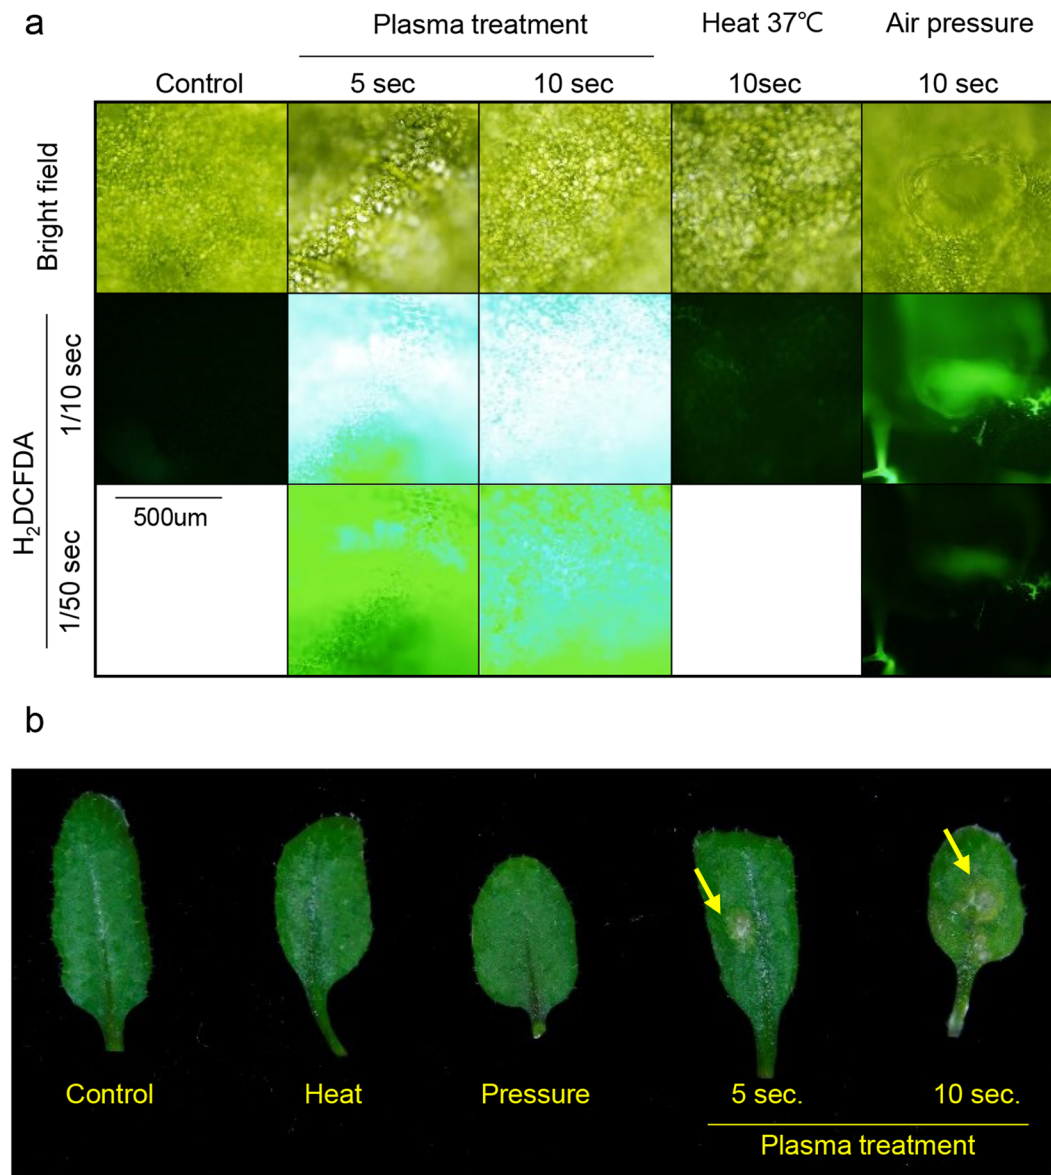 a
Plasma treatment
Heat 37℃
Air pressure
Control
5 sec
10 sec
10sec
10 sec
Bright field
H₂DCFDA
1/10 sec
1/50 sec
500um
b
Control
Heat
Pressure
5 sec.
10 sec.
Plasma treatment